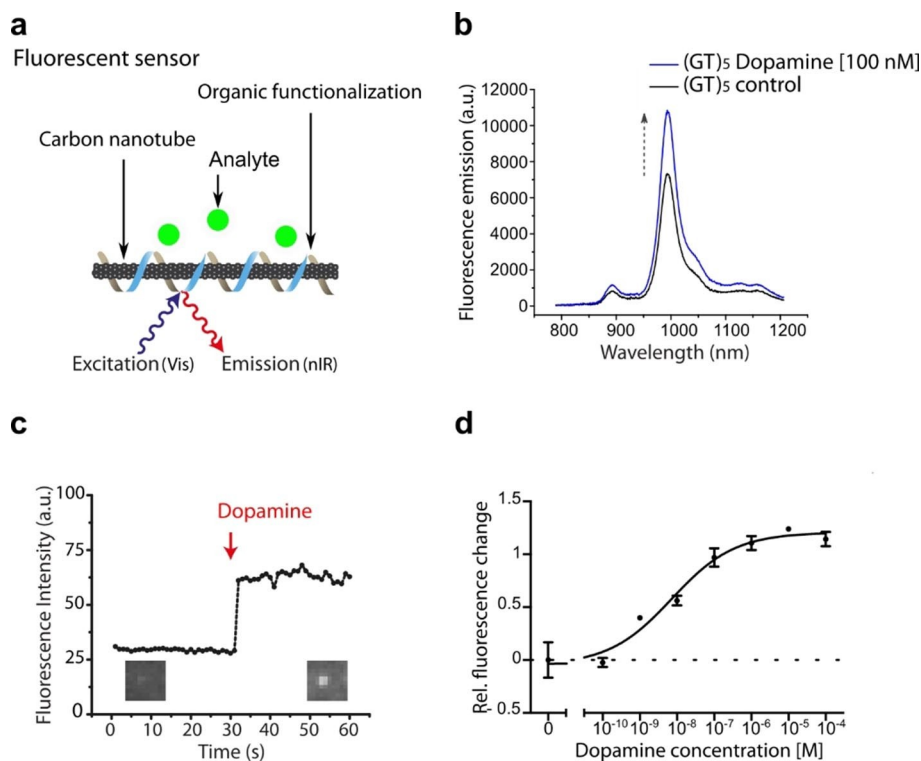 a
Fluorescent sensor
Organic functionalization
Carbon nanotube
Analyte
Excitation (Vis)
Emission (nIR)
b
(GT)5 Dopamine [100 nM]
(GT)5 control
Fluorescence emission (a.u.)
12000
10000
8000
6000
4000
2000
0
800
900
1000
1100
1200
Wavelength (nm)
c
Fluorescence Intensity (a.u.)
100
75
50
25
0
Dopamine
0
10
20
30
40
50
60
Time (s)
d
Rel. fluorescence change
1.5
1
0.5
0
- 0.5
0
10⁻¹⁰
10⁻⁹
10⁻⁸
10⁻⁷
10⁻⁶
10⁻⁵
10⁻⁴
Dopamine concentration [M]